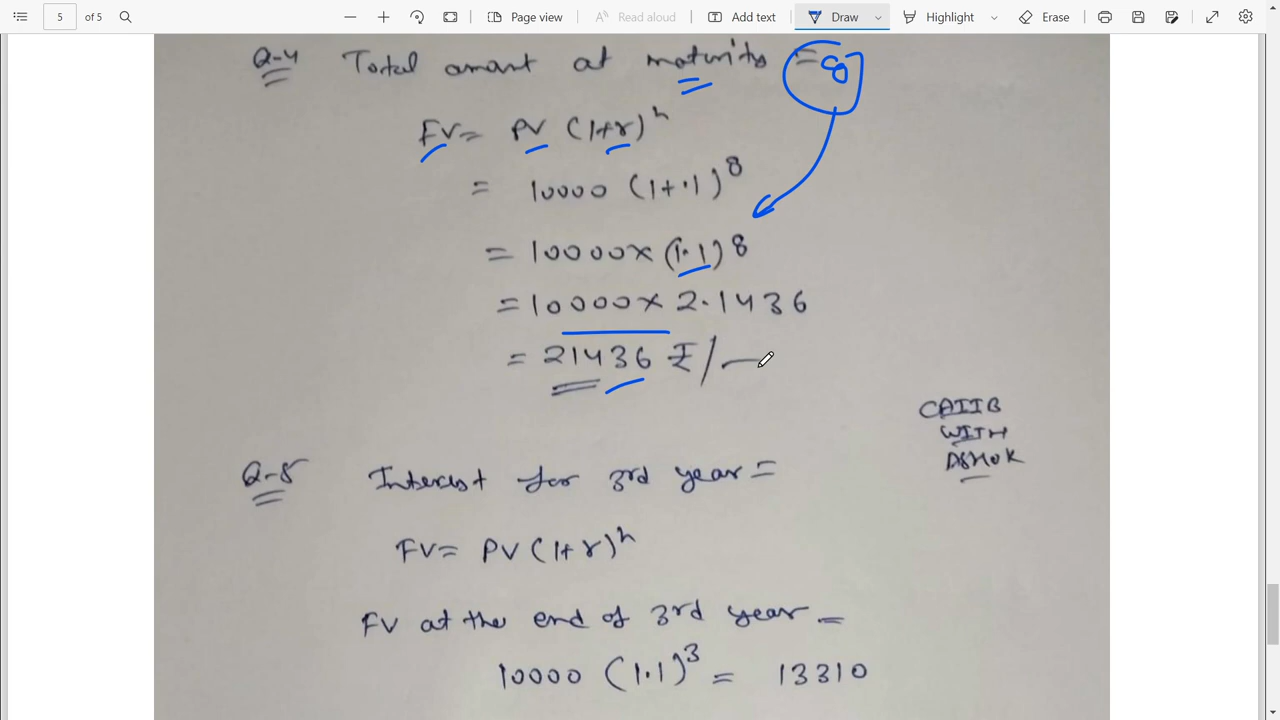 5 of 5 Page view Read aloud Add text Draw Highlight Erase
Q-4 Total amant at maturity = 8
FV= PV (1+r)^n
= 10000 (1+.1)^8
= 10000× (1.1) 8
= 10000× 2.1436
= 21436 ₹/—
CAIIB
WITH
ASHOK
Q-5 Interest for 3rd year =
FV= PV (1+r)^n
FV at the end of 3rd year =
10000 (1.1)^3 = 13310